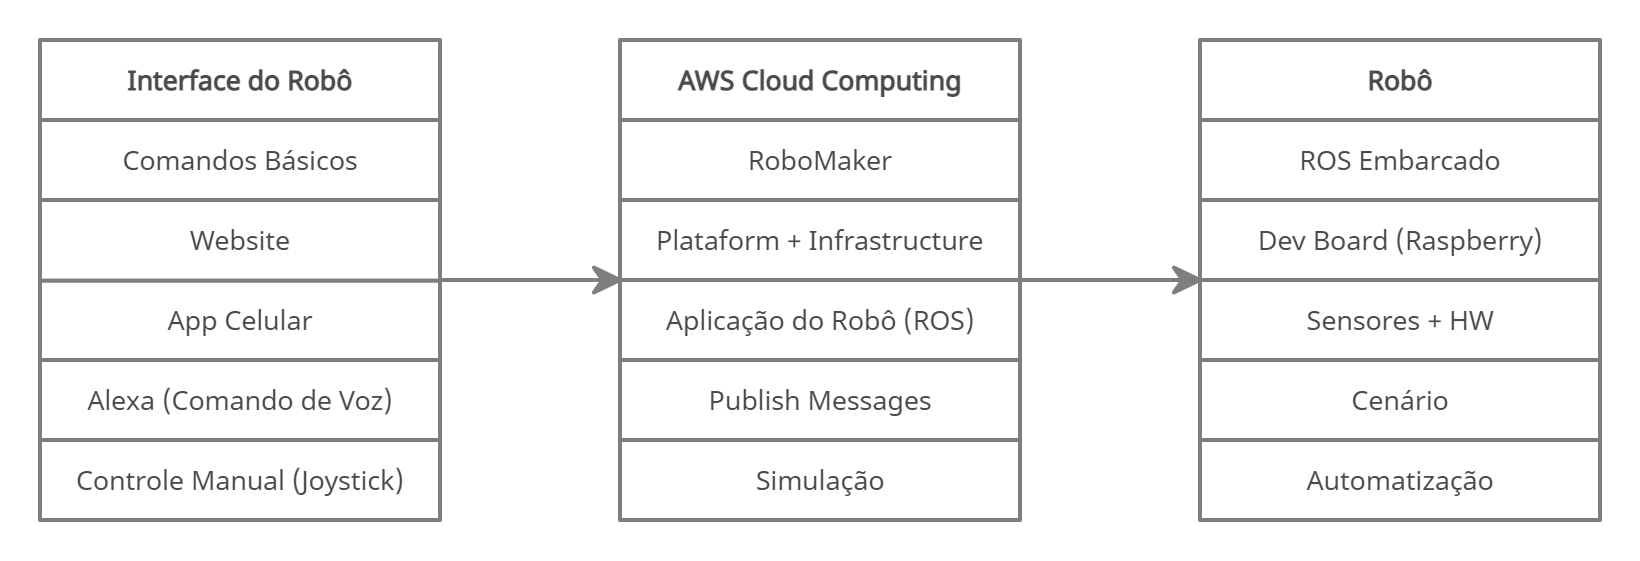 Interface do Robô
Comandos Básicos
Website
App Celular
Alexa (Comando de Voz)
Controle Manual (Joystick)
AWS Cloud Computing
RoboMaker
Plataform + Infrastructure
Aplicação do Robô (ROS)
Publish Messages
Simulação
Robô
ROS Embarcado
Dev Board (Raspberry)
Sensores + HW
Cenário
Automatização